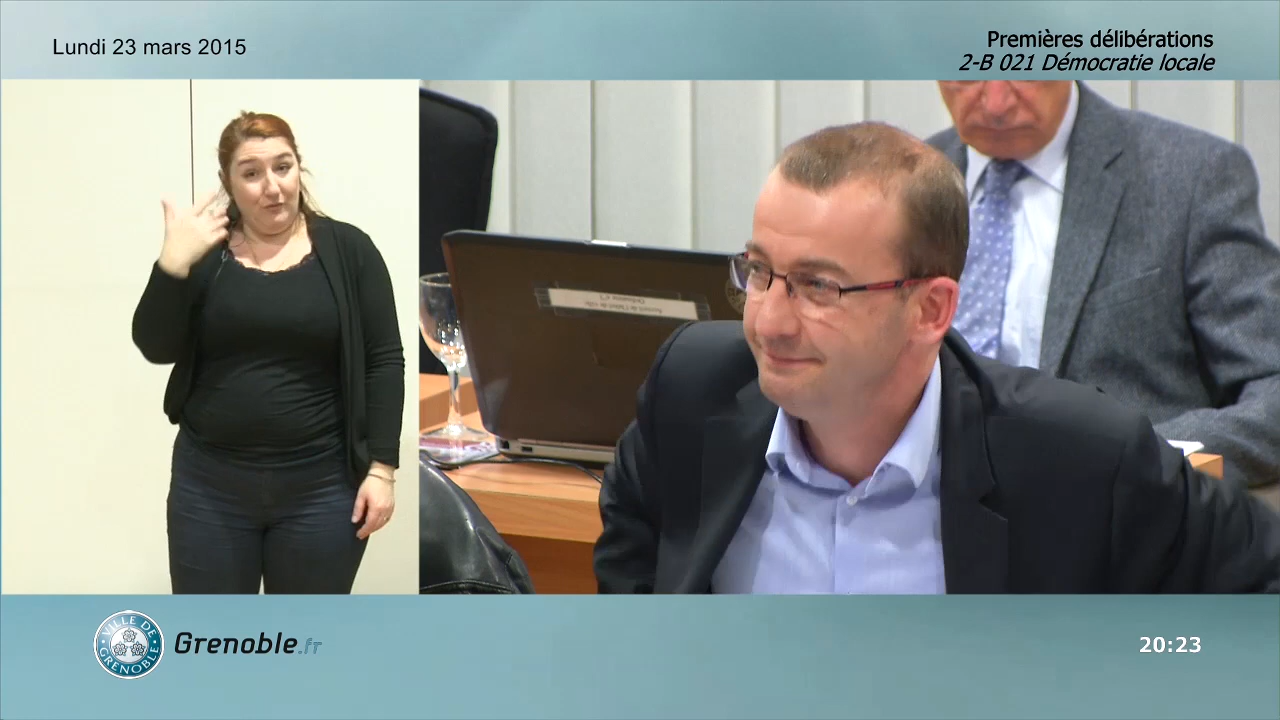 Lundi 23 mars 2015
Premières délibérations
2-B 021 Démocratie locale
VILLE DE
GRENOBLE
Grenoble.fr
20:23